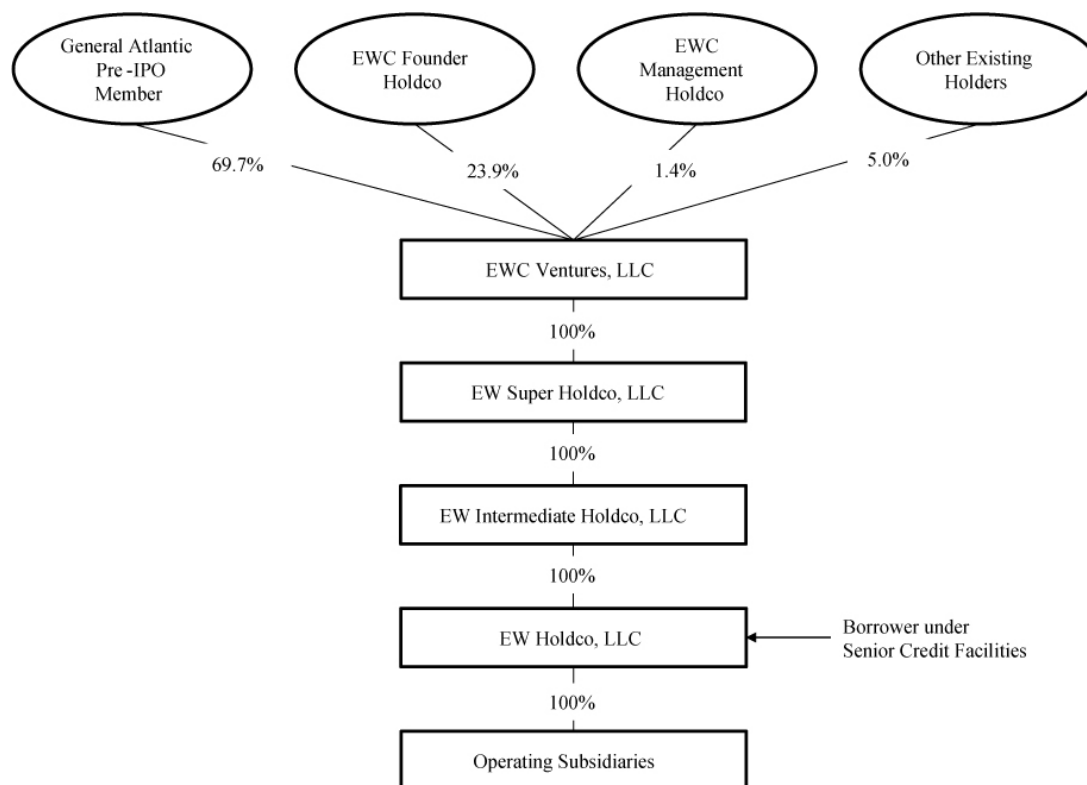 General Atlantic
Pre -IPO
Member
EWC Founder
Holdco
EWC
Management
Holdco
Other Existing
Holders
69.7%
23.9%
1.4%
5.0%
EWC Ventures, LLC
100%
EW Super Holdco, LLC
100%
EW Intermediate Holdco, LLC
100%
EW Holdco, LLC
Borrower under
Senior Credit Facilities
100%
Operating Subsidiaries